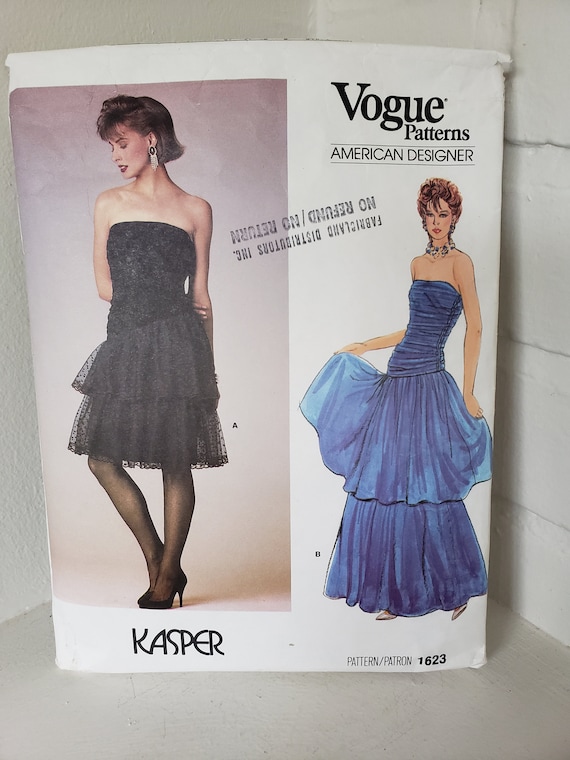 Vogue®
Patterns
AMERICAN DESIGNER
FABRICLAND DISTRIBUTORS INC.
NO REFUND/NO RETURN
A
B
KASPER
PATTERN/PATRON 1623